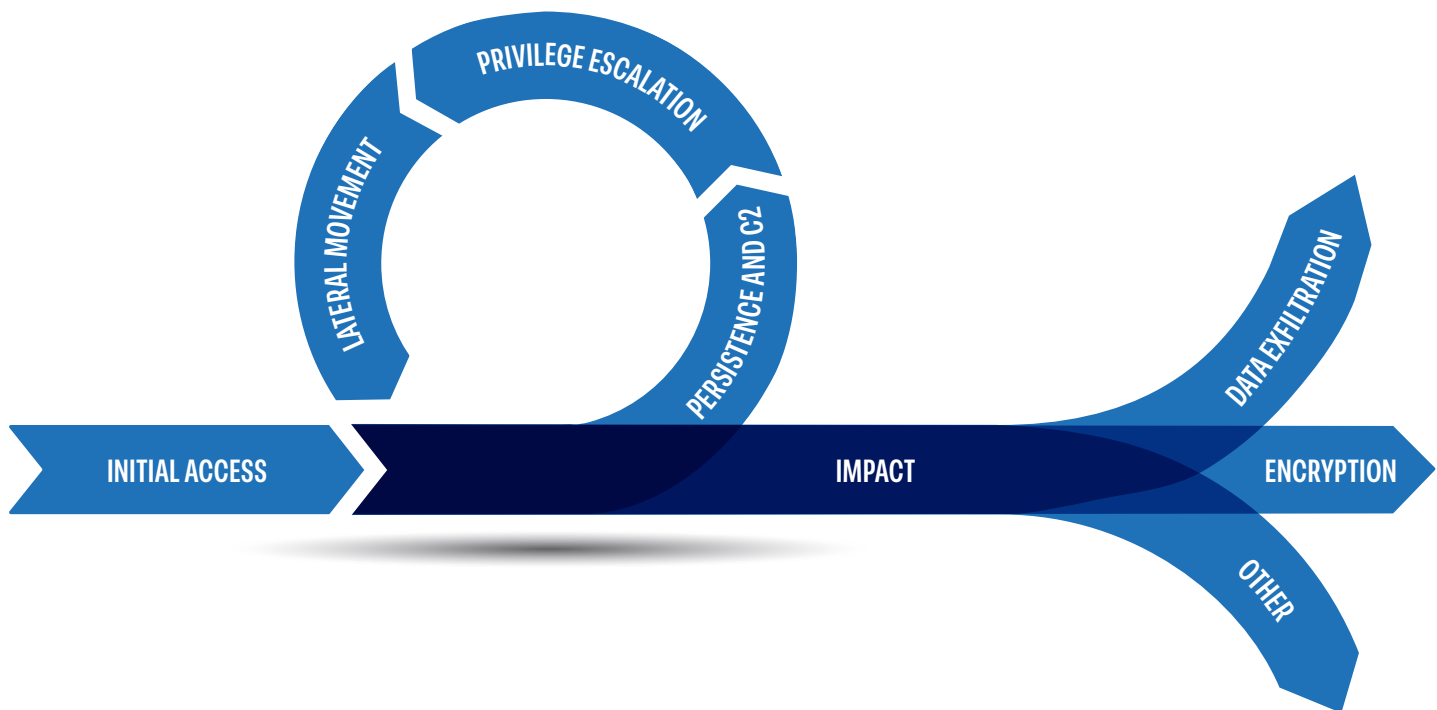 INITIAL ACCESS
PERSISTENCE AND C2
PRIVILEGE ESCALATION
LATERAL MOVEMENT
IMPACT
DATA EXFILTRATION
ENCRYPTION
OTHER